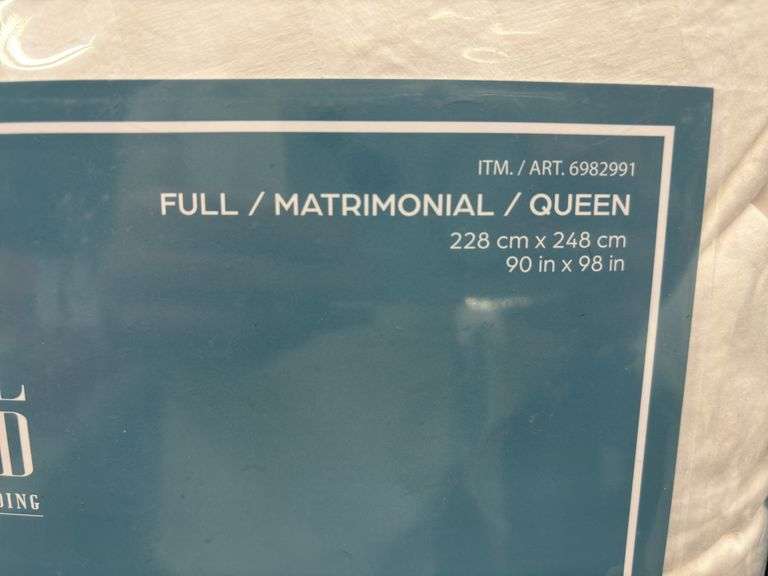 ITM. / ART. 6982991
FULL / MATRIMONIAL / QUEEN
228 cm x 248 cm
90 in x 98 in